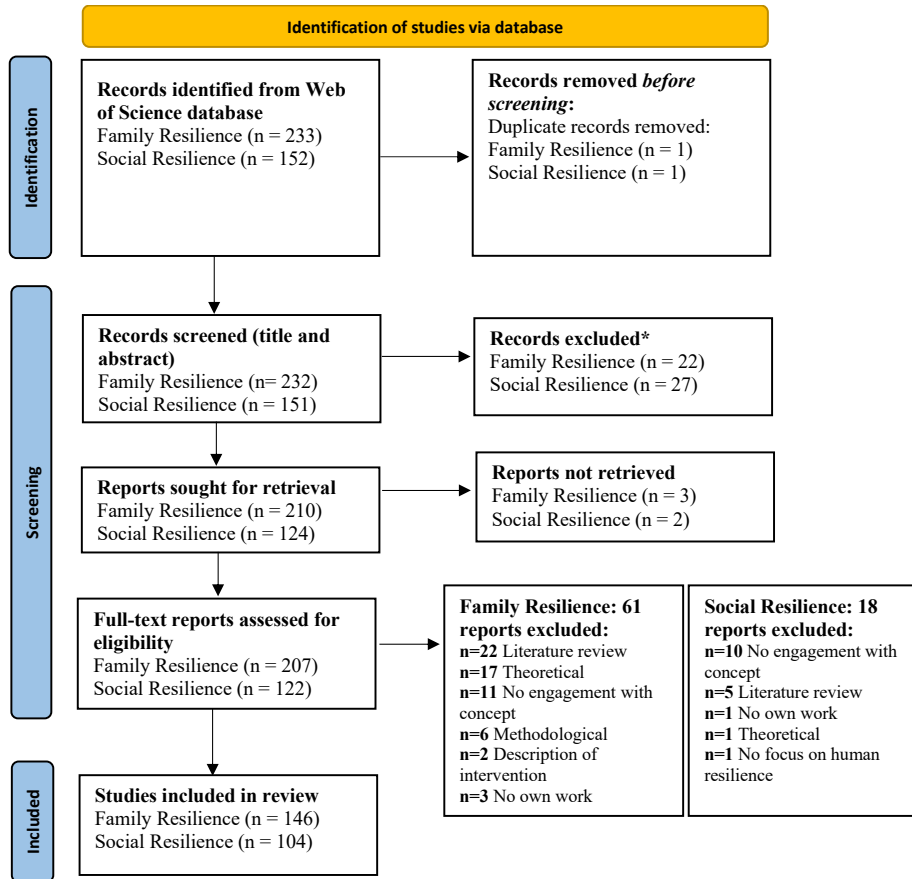 Identification of studies via database
Identification
Records identified from Web
of Science database
Family Resilience (n = 233)
Social Resilience (n = 152)
Records removed before
screening:
Duplicate records removed:
Family Resilience (n = 1)
Social Resilience (n = 1)
Screening
Records screened (title and
abstract)
Family Resilience (n= 232)
Social Resilience (n = 151)
Records excluded*
Family Resilience (n = 22)
Social Resilience (n = 27)
Reports sought for retrieval
Family Resilience (n = 210)
Social Resilience (n = 124)
Reports not retrieved
Family Resilience (n = 3)
Social Resilience (n = 2)
Full-text reports assessed for
eligibility
Family Resilience (n = 207)
Social Resilience (n = 122)
Family Resilience: 61
reports excluded:
n=22 Literature review
n=17 Theoretical
n=11 No engagement with
concept
n=6 Methodological
n=2 Description of
intervention
n=3 No own work
Social Resilience: 18
reports excluded:
n=10 No engagement with
concept
n=5 Literature review
n=1 No own work
n=1 Theoretical
n=1 No focus on human
resilience
Included
Studies included in review
Family Resilience (n = 146)
Social Resilience (n = 104)